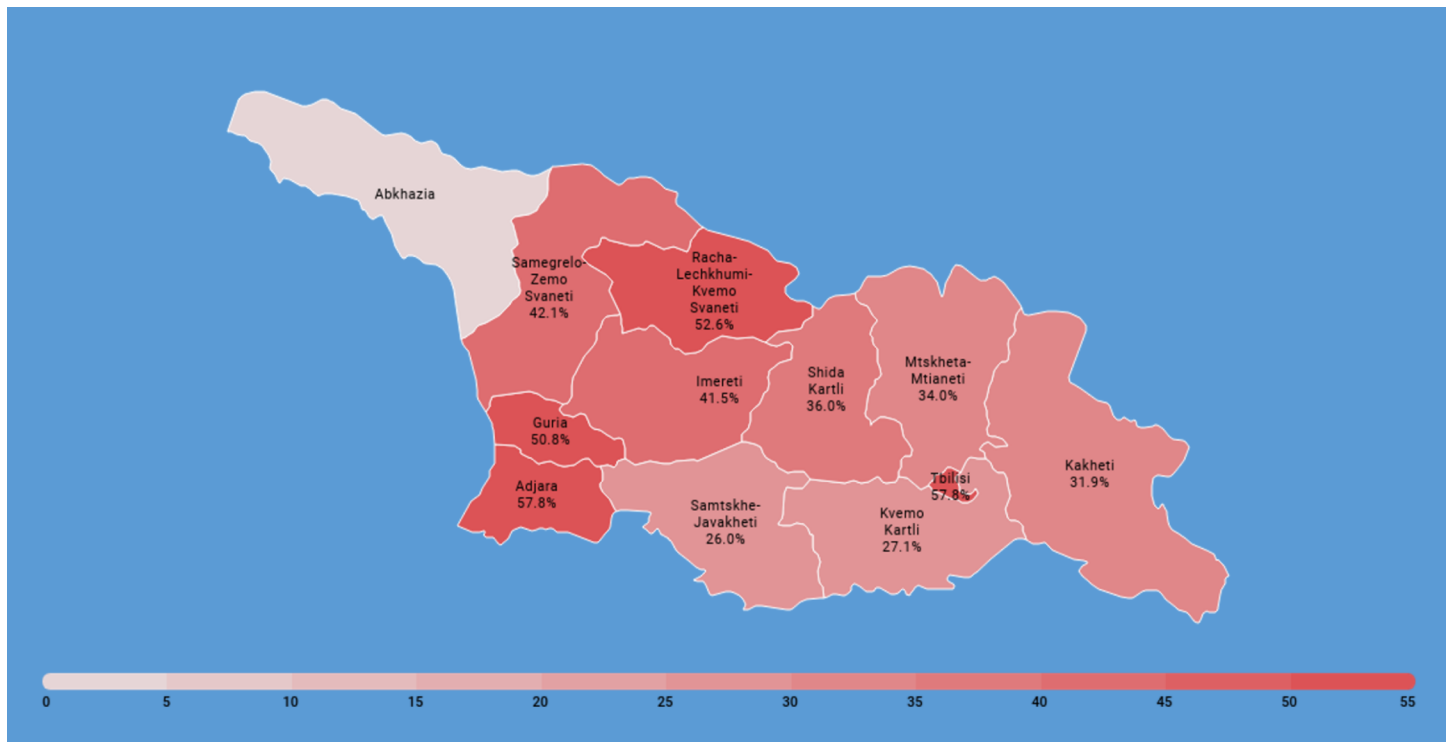 Abkhazia
Samegrelo-
Zemo
Svaneti
42.1%
Racha-
Lechkhumi-
Kvemo
Svaneti
52.6%
Imereti
41.5%
Shida
Kartli
36.0%
Mtskheta-
Mtianeti
34.0%
Guria
50.8%
Adjara
57.8%
Samtskhe-
Javakheti
26.0%
Kvemo
Kartli
27.1%
Tbilisi
57.8%
Kakheti
31.9%
0 5 10 15 20 25 30 35 40 45 50 55